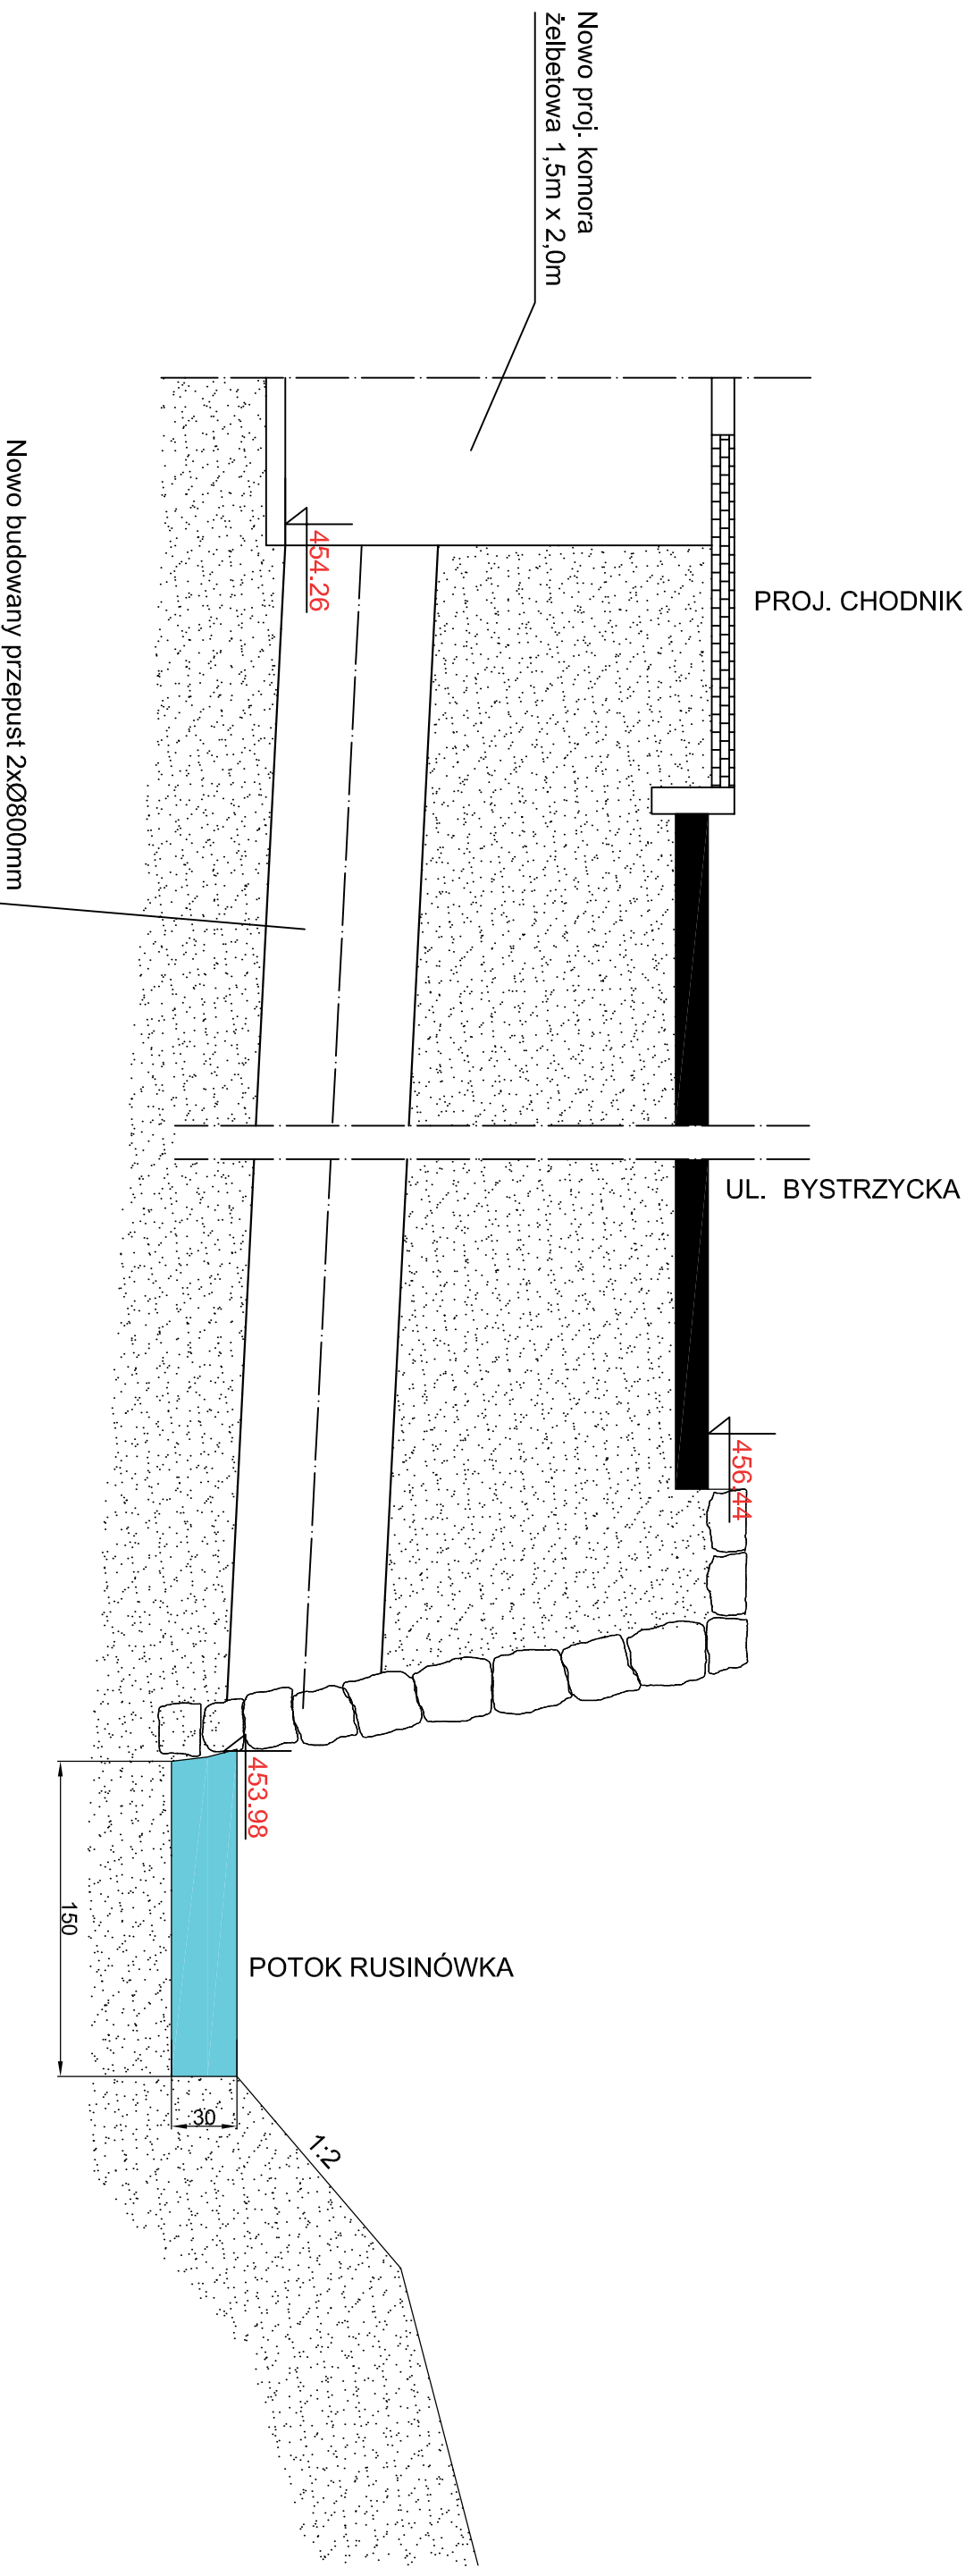 Nowo proj. komora
żelbetowa 1,5m x 2,0m
PROJ. CHODNIK
454.26
Nowo budowany przepust 2xØ800mm
UL. BYSTRZYCKA
456.44
453.98
POTOK RUSINÓWKA
150
30
1:2